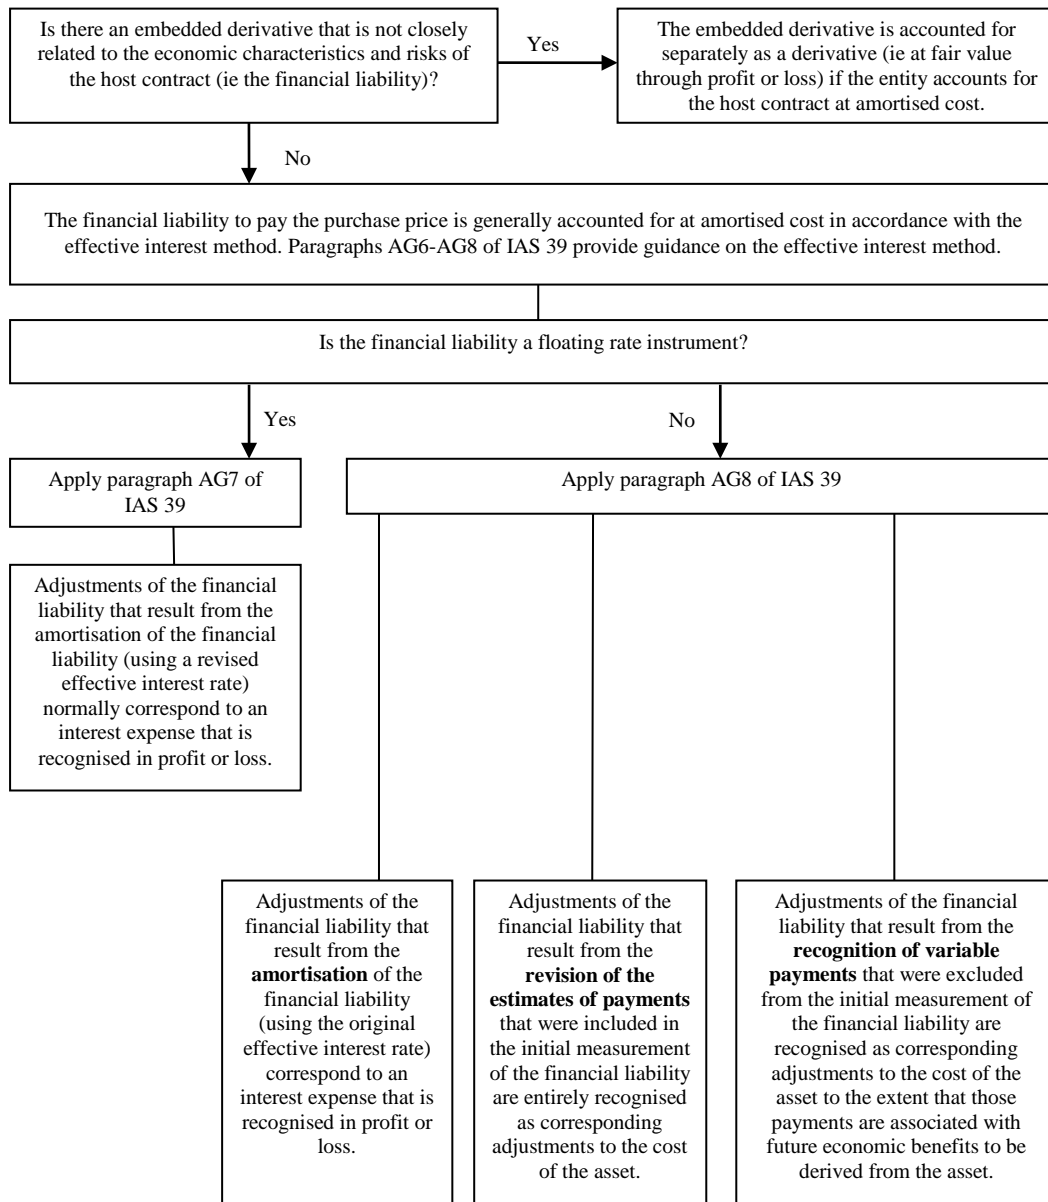 Is there an embedded derivative that is not closely
related to the economic characteristics and risks of
the host contract (ie the financial liability)?
Yes
The embedded derivative is accounted for
separately as a derivative (ie at fair value
through profit or loss) if the entity accounts for
the host contract at amortised cost.
No
The financial liability to pay the purchase price is generally accounted for at amortised cost in accordance with the
effective interest method. Paragraphs AG6-AG8 of IAS 39 provide guidance on the effective interest method.
Is the financial liability a floating rate instrument?
Yes
No
Apply paragraph AG7 of
IAS 39
Apply paragraph AG8 of IAS 39
Adjustments of the financial
liability that result from the
amortisation of the financial
liability (using a revised
effective interest rate)
normally correspond to an
interest expense that is
recognised in profit or loss.
Adjustments of the
financial liability that
result from the
amortisation of the
financial liability
(using the original
effective interest rate)
correspond to an
interest expense that is
recognised in profit or
loss.
Adjustments of the
financial liability that
result from the
revision of the
estimates of payments
that were included in
the initial measurement
of the financial liability
are entirely recognised
as corresponding
adjustments to the cost
of the asset.
Adjustments of the financial
liability that result from the
recognition of variable
payments that were excluded
from the initial measurement of
the financial liability are
recognised as corresponding
adjustments to the cost of the
asset to the extent that those
payments are associated with
future economic benefits to be
derived from the asset.